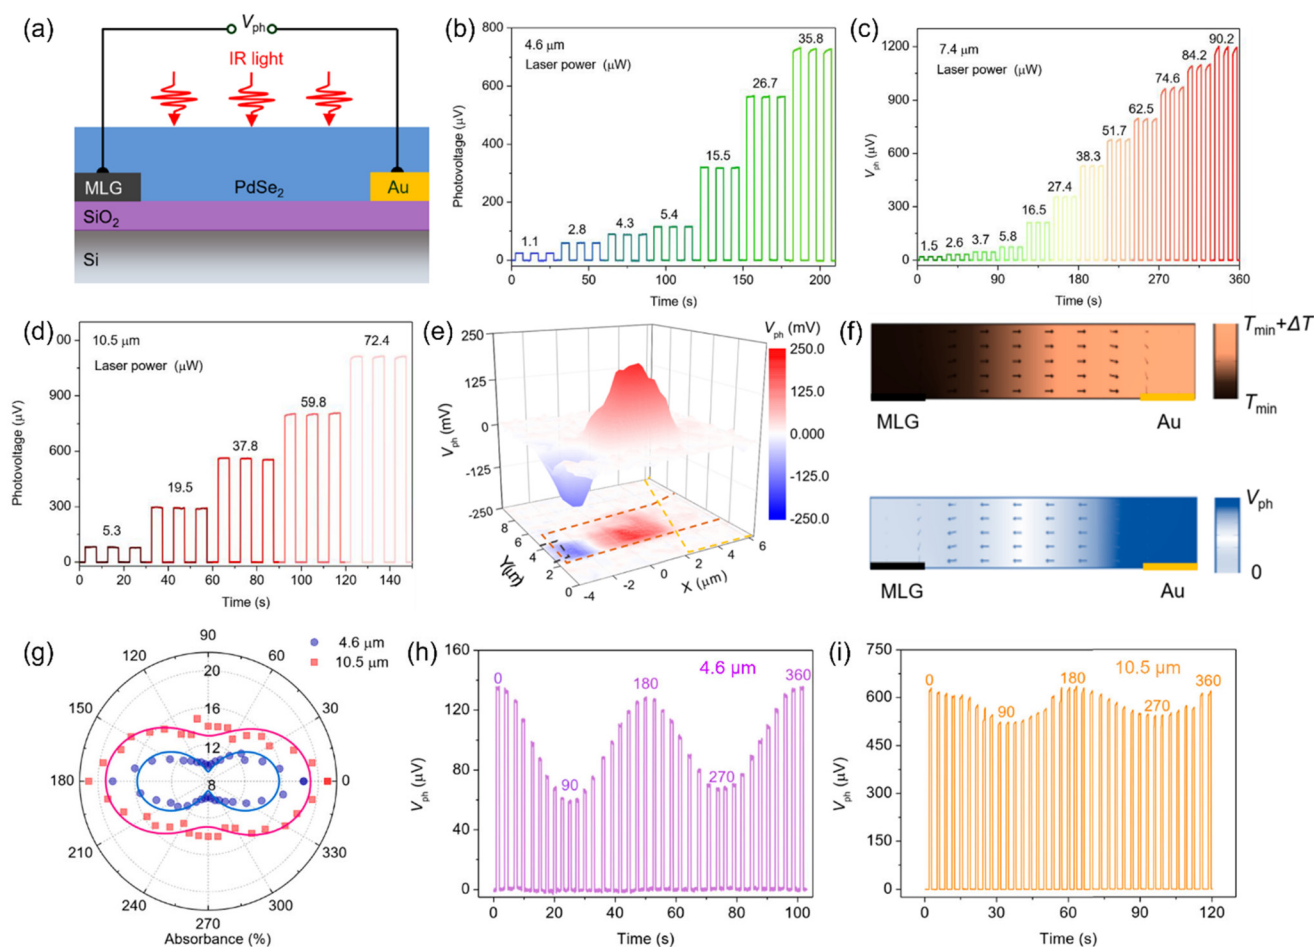 (a)
V_ph
IR light
MLG
PdSe₂
Au
SiO₂
Si
(b)
4.6 μm
Laser power (μW)
1.1
2.8
4.3
5.4
15.5
26.7
35.8
Photovoltage (μV)
800
600
400
200
0
0 50 100 150 200
Time (s)
(c)
7.4 μm
Laser power (μW)
1.5
2.6
3.7
5.8
16.5
27.4
38.3
51.7
62.5
74.6
84.2
90.2
V_ph (μV)
1200
900
600
300
0
0 90 180 270 360
Time (s)
(d)
10.5 μm
Laser power (μW)
5.3
19.5
37.8
59.8
72.4
Photovoltage (μV)
00
900
600
300
0
0 20 40 60 80 100 120 140
Time (s)
(e)
V_ph (mV)
250
125
0
-125
-250
8
6
4
2
0
Y(μm)
-4 -2 0 2 4 6
X (μm)
V_ph (mV)
250.0
125.0
0.000
-125.0
-250.0
(f)
MLG
Au
T_min+ΔT
T_min
MLG
Au
V_ph
0
(g)
4.6 μm
10.5 μm
90
60
30
0
330
300
270
240
210
180
150
120
20
16
12
8
Absorbance (%)
(h)
4.6 μm
0
90
180
270
360
V_ph (μV)
160
120
80
40
0
0 20 40 60 80 100
Time (s)
(i)
10.5 μm
0
90
180
270
360
V_ph (μV)
750
600
450
300
150
0
0 30 60 90 120
Time (s)